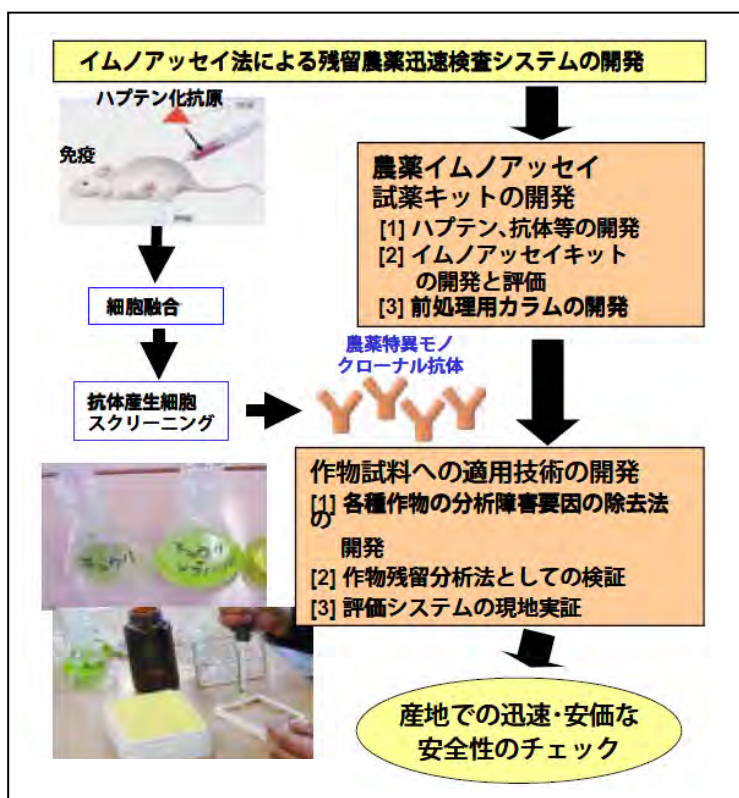 イムノアッセイ法による残留農薬迅速検査システムの開発
ハプテン化抗原
免疫
細胞融合
抗体産生細胞
スクリーニング
農薬特異モノ
クローナル抗体
農薬イムノアッセイ
試薬キットの開発
[1] ハプテン、抗体等の開発
[2] イムノアッセイキット
の開発と評価
[3] 前処理用カラムの開発
作物試料への適用技術の開発
[1] 各種作物の分析障害要因の除去法
の
開発
[2] 作物残留分析法としての検証
[3] 評価システムの現地実証
キュウリ
産地での迅速・安価な
安全性のチェック